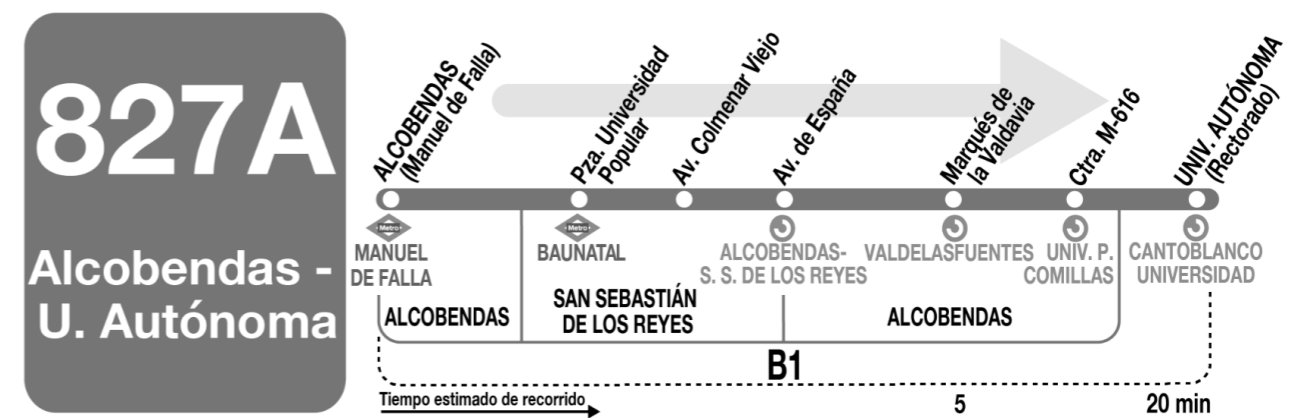 827A
Alcobendas -
U. Autónoma
ALCOBENDAS
(Manuel de Falla)
Pza. Universidad
Popular
Av. Colmenar Viejo
Av. de España
Marqués de
la Valdavia
Ctra. M-616
UNIV. AUTÓNOMA
(Rectorado)
Metro
MANUEL
DE FALLA
Metro
BAUNATAL
ALCOBENDAS-
S. S. DE LOS REYES
VALDELASFUENTES
UNIV. P.
COMILLAS
CANTOBLANCO
UNIVERSIDAD
ALCOBENDAS
SAN SEBASTIÁN
DE LOS REYES
ALCOBENDAS
B1
Tiempo estimado de recorrido
5
20 min